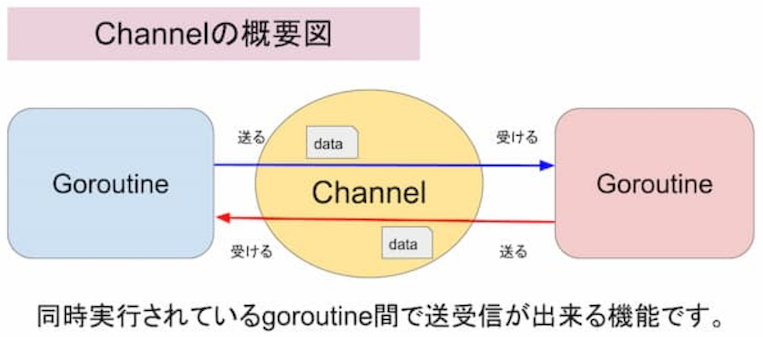 Channelの概要図
送る
data
受ける
Goroutine
Channel
Goroutine
受ける
data
送る
同時実行されているgoroutine間で送受信が出来る機能です。